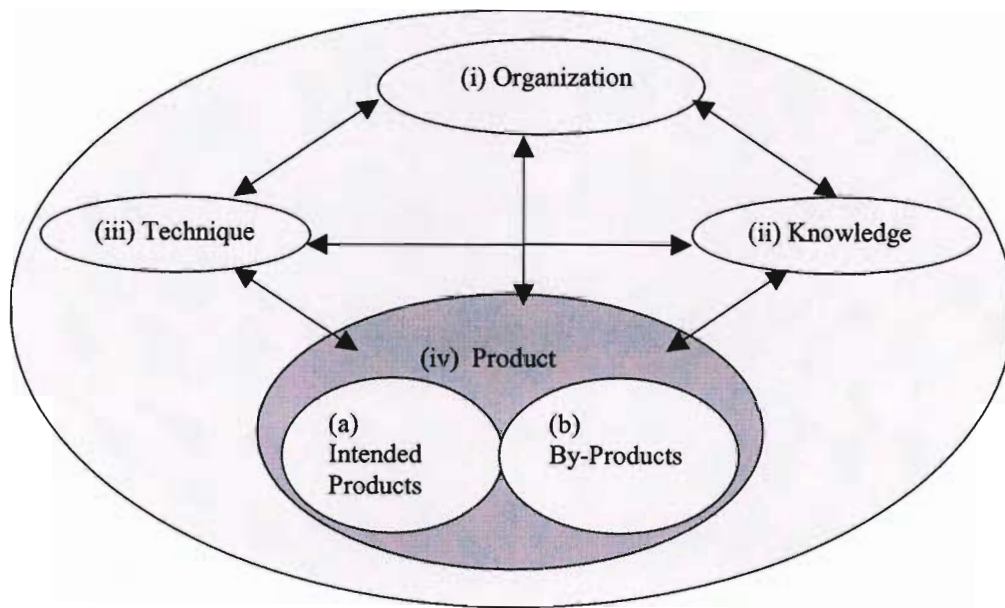 (i) Organization
(iii) Technique
(ii) Knowledge
(iv) Product
(a)
Intended
Products
(b)
By-Products